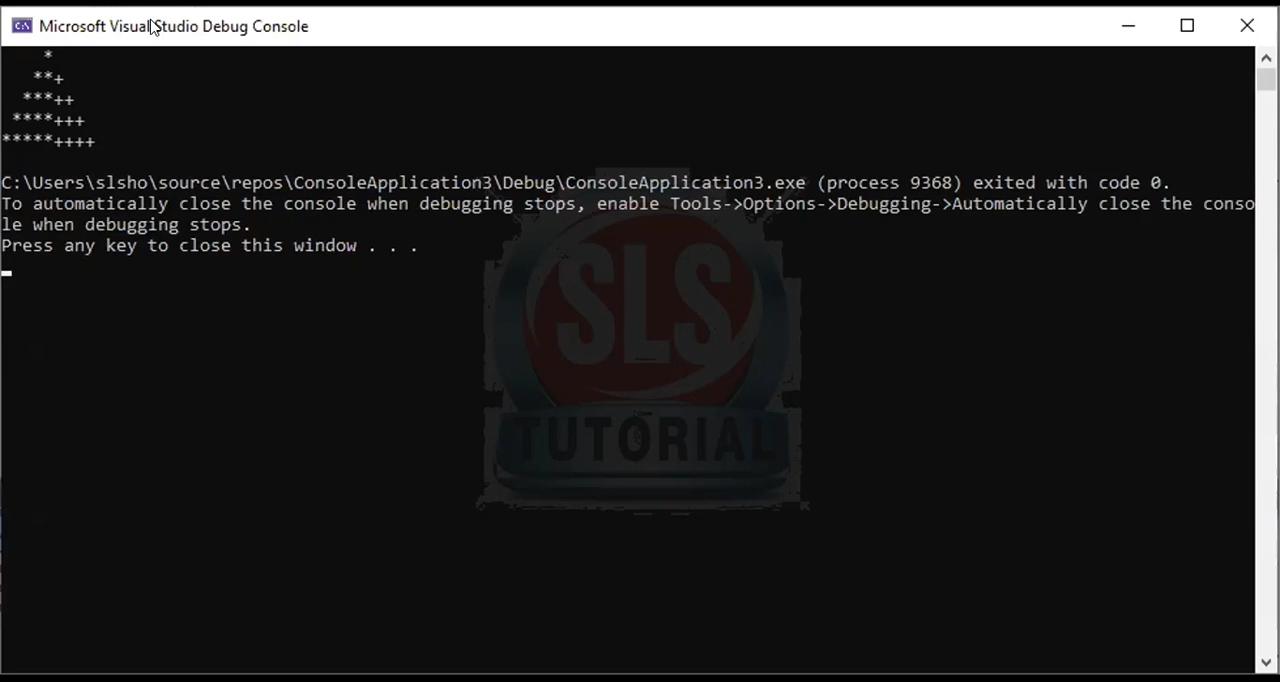 Microsoft Visual Studio Debug Console
    *
   **+
  ***++
 ****+++
*****++++
C:\Users\slsho\source\repos\ConsoleApplication3\Debug\ConsoleApplication3.exe (process 9368) exited with code 0.
To automatically close the console when debugging stops, enable Tools->Options->Debugging->Automatically close the conso
le when debugging stops.
Press any key to close this window . . .
SLS
TUTORIAL